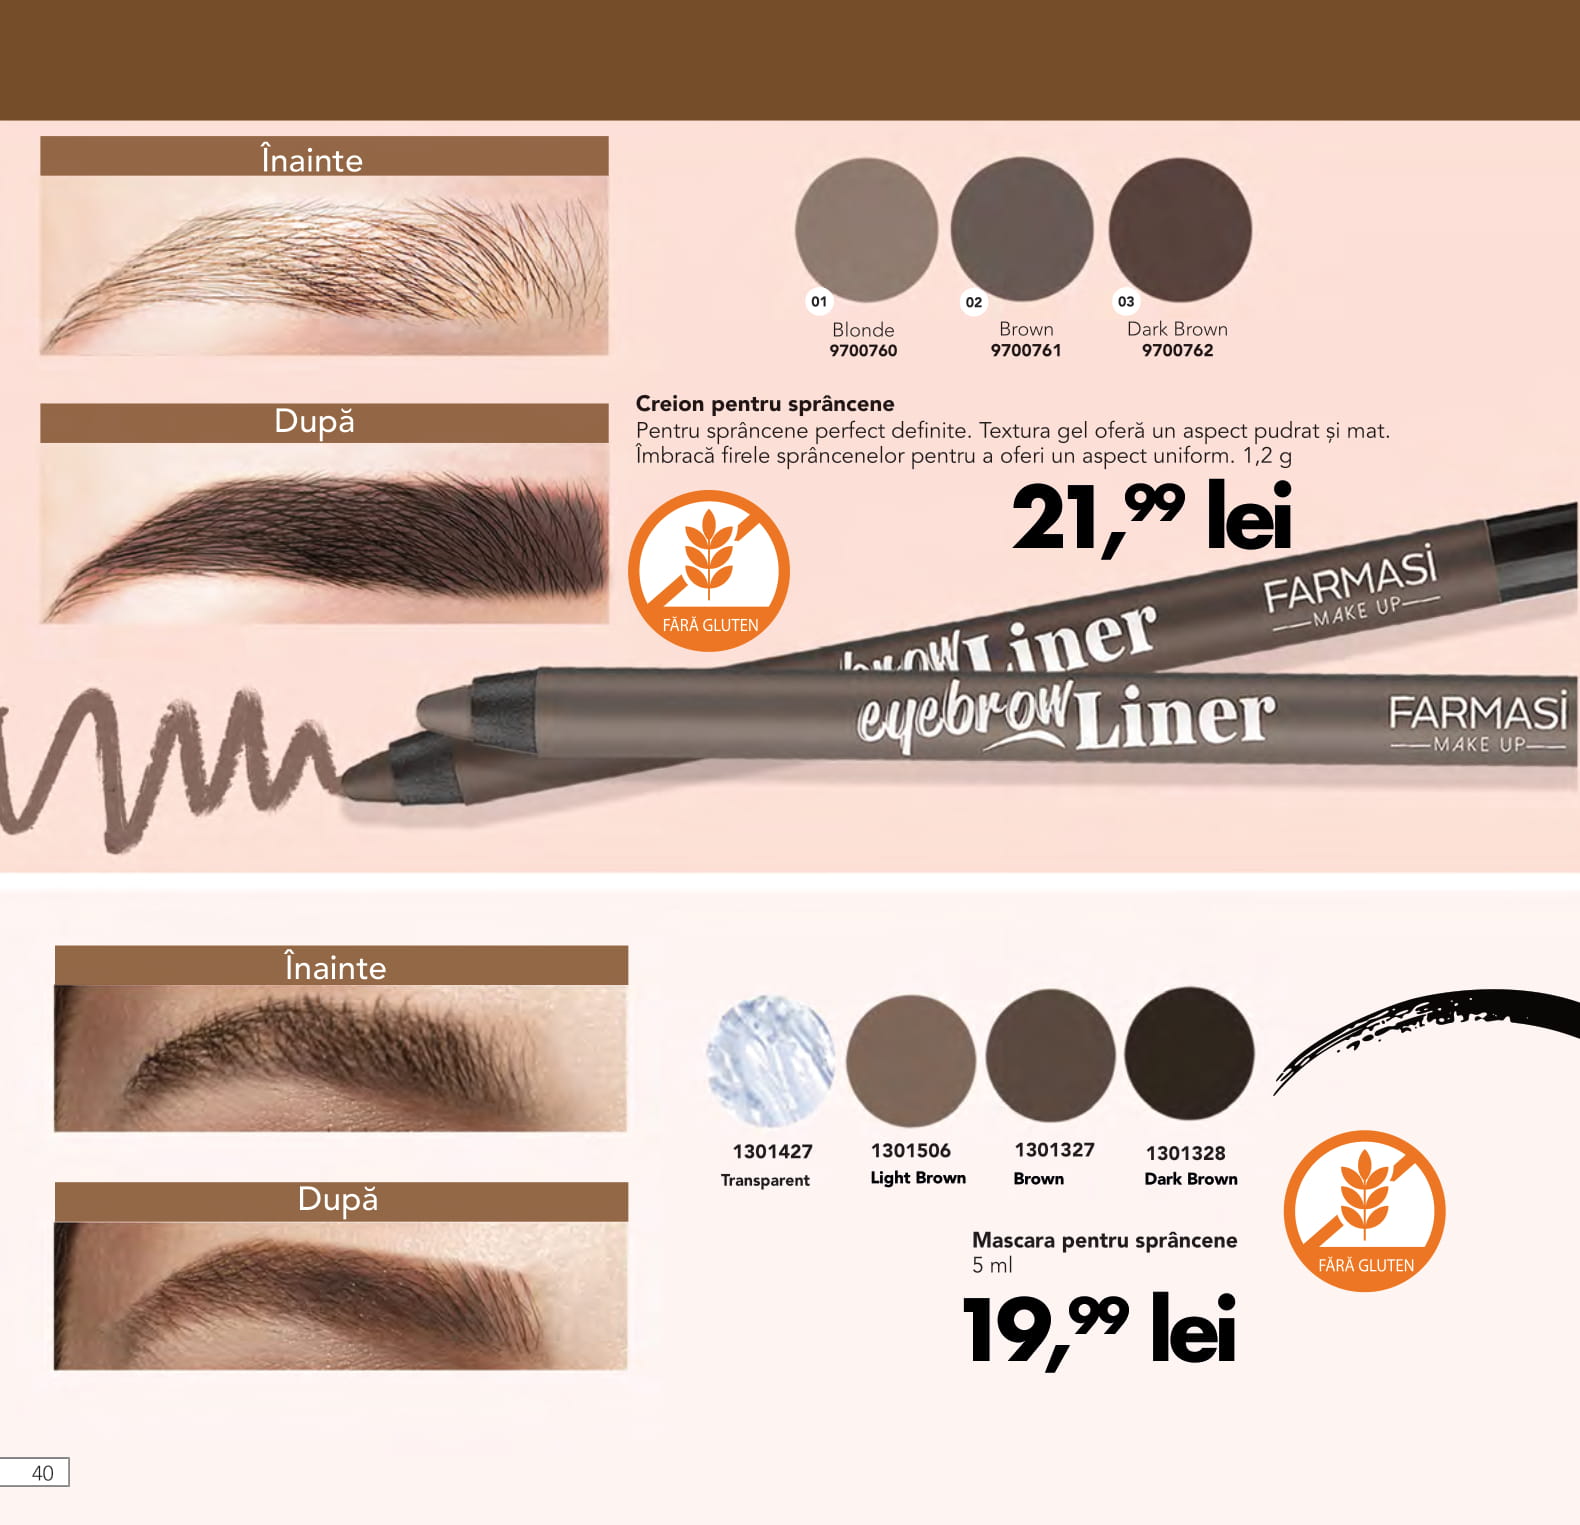 Înainte
01
02
03
Blonde
Brown
Dark Brown
9700760
9700761
9700762
După
Creion pentru sprâncene
Pentru sprâncene perfect definite. Textura gel oferă un aspect pudrat și mat.
Îmbracă firele sprâncenelor pentru a oferi un aspect uniform. 1,2 g
21,99 lei
FĂRĂ GLUTEN
brow Liner
FARMASi
MAKE UP
eyebrow Liner
FARMASi
MAKE UP
Înainte
1301427
1301506
1301327
1301328
Transparent
Light Brown
Brown
Dark Brown
După
Mascara pentru sprâncene
5 ml
FĂRĂ GLUTEN
19,99 lei
40